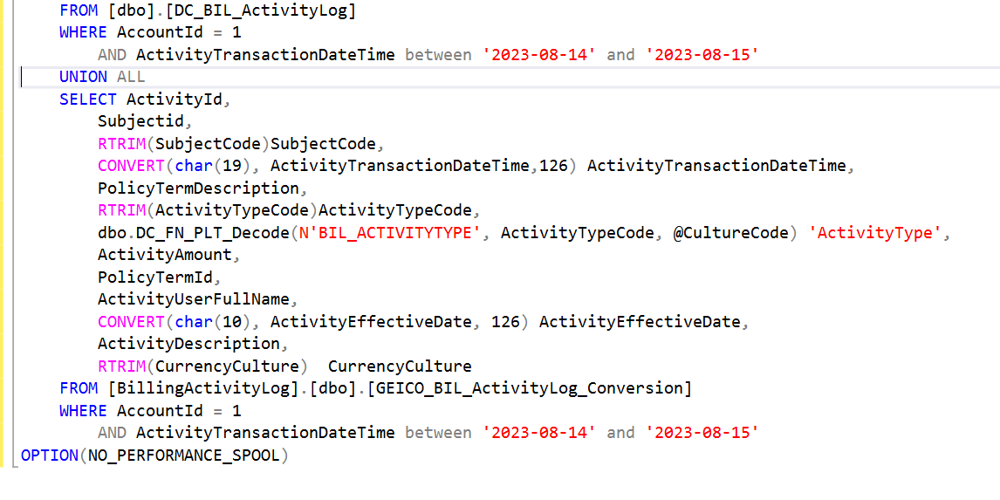 FROM [dbo].[DC_BIL_ActivityLog]
WHERE AccountId = 1
AND ActivityTransactionDateTime between '2023-08-14' and '2023-08-15'
UNION ALL
SELECT ActivityId,
Subjectid,
RTRIM(SubjectCode)SubjectCode,
CONVERT(char(19), ActivityTransactionDateTime,126) ActivityTransactionDateTime,
PolicyTermDescription,
RTRIM(ActivityTypeCode)ActivityTypeCode,
dbo.DC_FN_PLT_Decode(N'BIL_ACTIVITYTYPE', ActivityTypeCode, @CultureCode) 'ActivityType',
ActivityAmount,
PolicyTermId,
ActivityUserFullName,
CONVERT(char(10), ActivityEffectiveDate, 126) ActivityEffectiveDate,
ActivityDescription,
RTRIM(CurrencyCulture)  CurrencyCulture
FROM [BillingActivityLog].[dbo].[GEICO_BIL_ActivityLog_Conversion]
WHERE AccountId = 1
AND ActivityTransactionDateTime between '2023-08-14' and '2023-08-15'
OPTION(NO_PERFORMANCE_SPOOL)